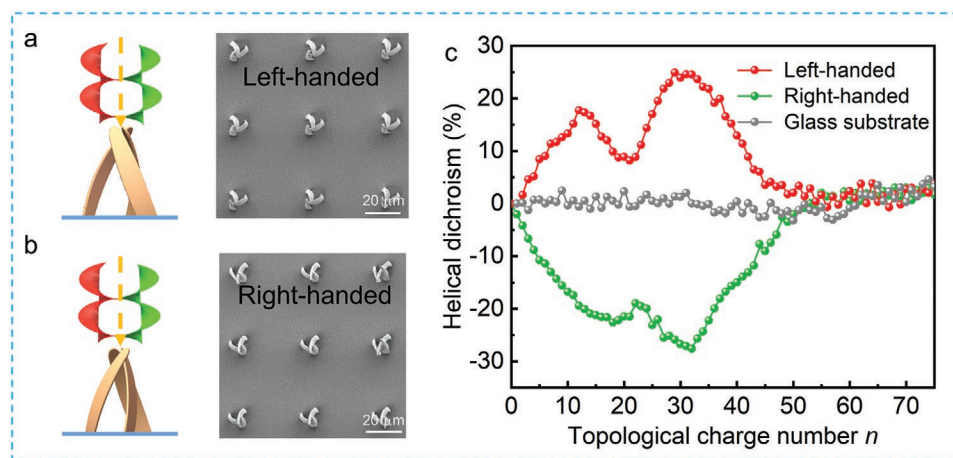 a
Left-handed
20 μm
b
Right-handed
20 μm
c
30
20
10
0
-10
-20
-30
Helical dichroism (%)
Left-handed
Right-handed
Glass substrate
0 10 20 30 40 50 60 70
Topological charge number n